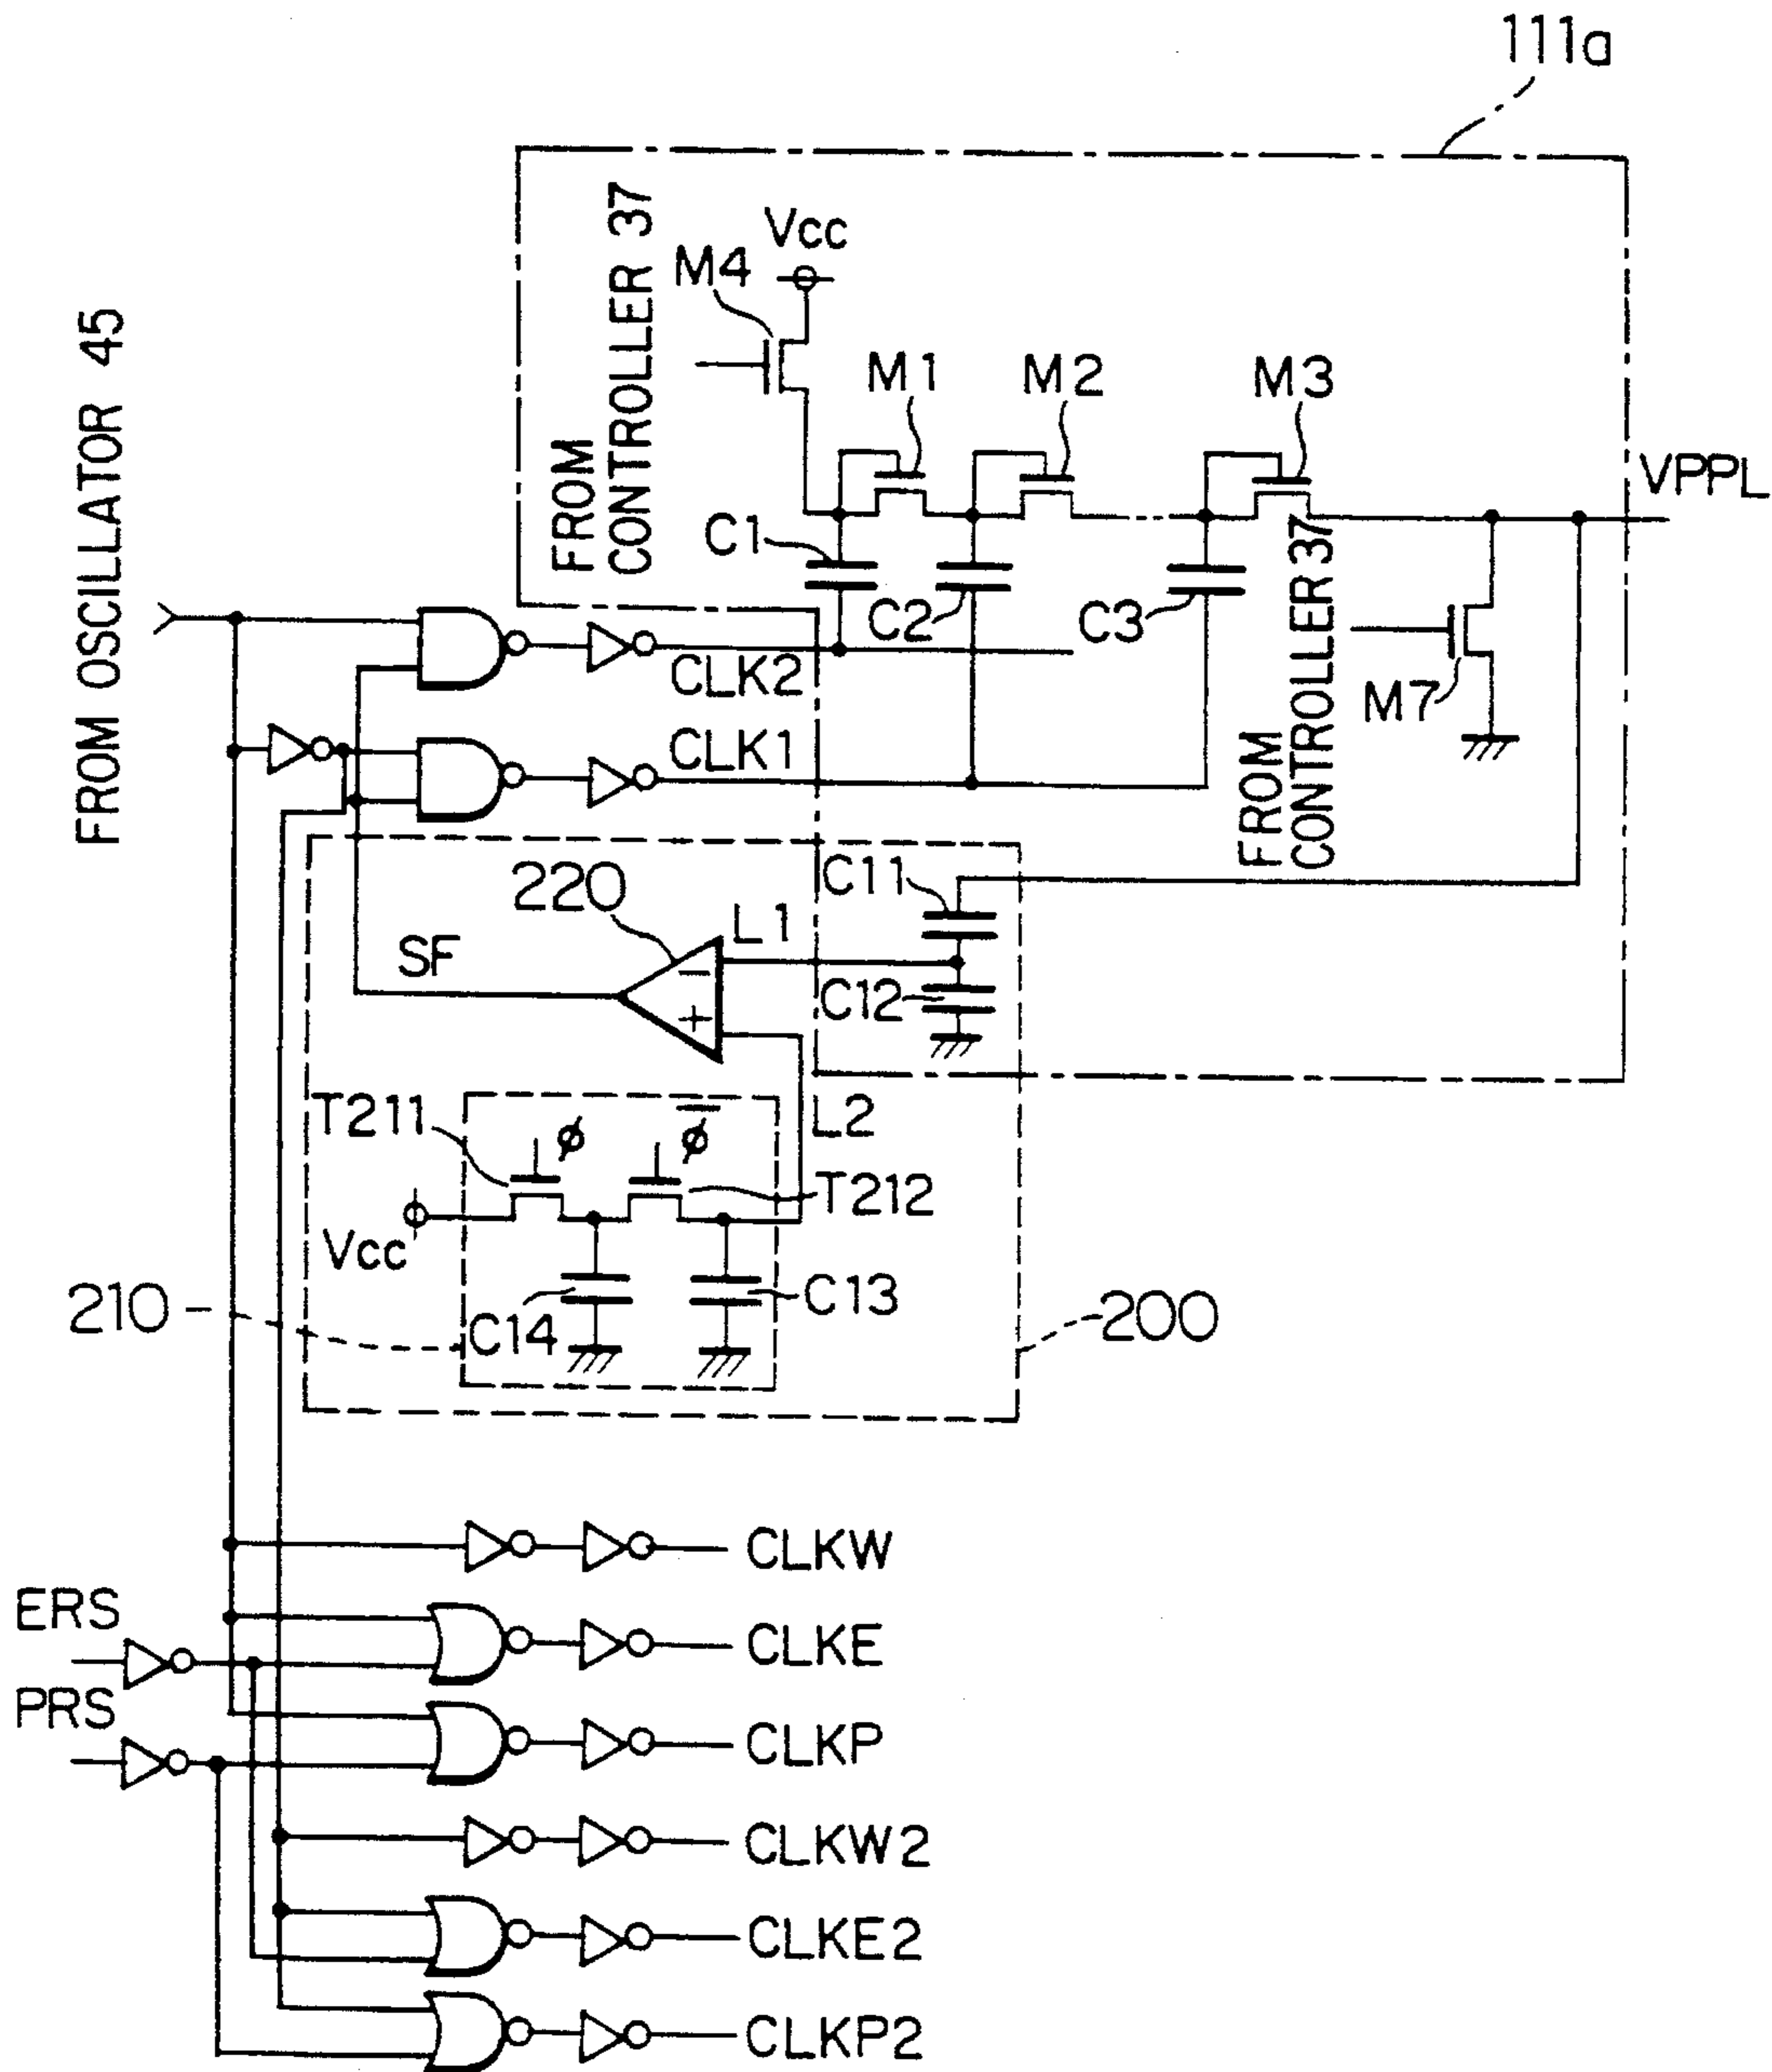 111a
FROM
CONTROLLER 37
Vcc
M4
FROM OSCILLATOR 45
M1
M2
M3
VPPL
C1
C2
C3
FROM
CONTROLLER 37
M7
CLK2
CLK1
220
C11
L1
SF
−
+
C12
L2
T211
φ
φ̅
T212
Vcc
C14
C13
210
200
CLKW
ERS
CLKE
PRS
CLKP
CLKW2
CLKE2
CLKP2